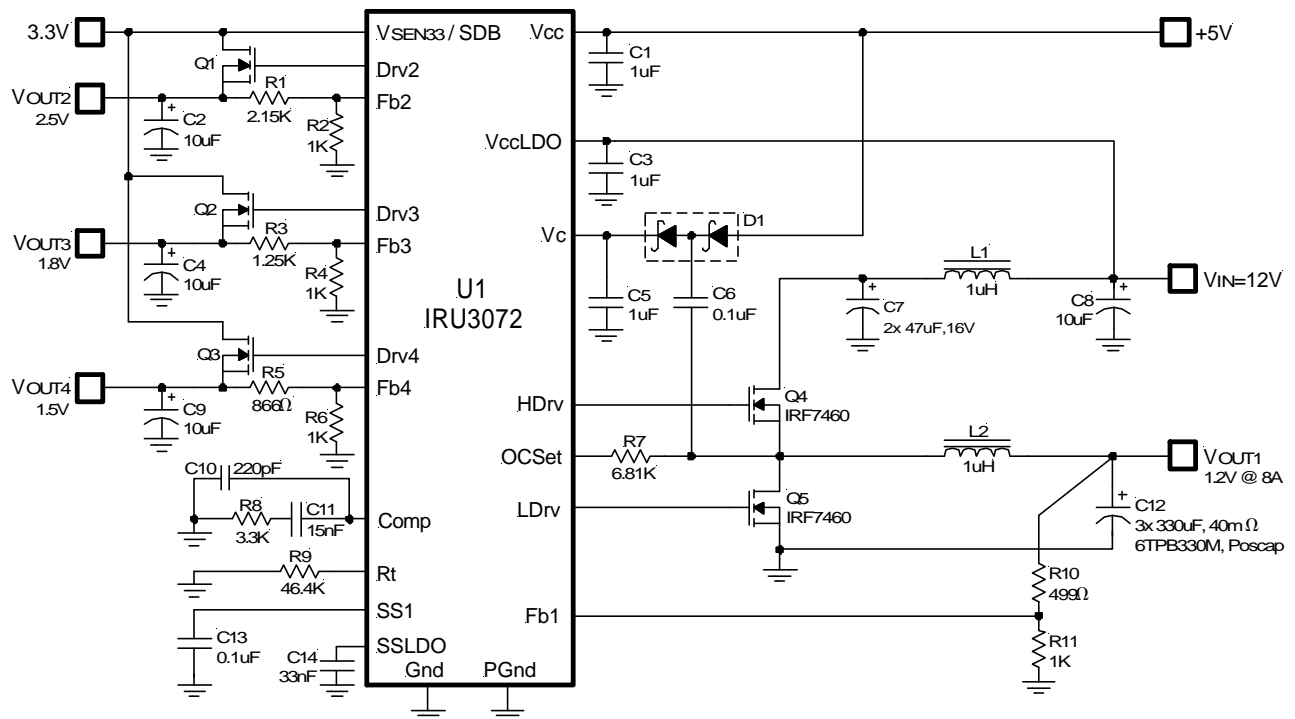 3.3V
VSEN33 / SDB
Vcc
+5V
C1
1uF
Q1
Drv2
R1
2.15K
Fb2
VOUT2
2.5V
C2
10uF
R2
1K
VccLDO
C3
1uF
Q2
Drv3
R3
1.25K
Fb3
VOUT3
1.8V
C4
10uF
R4
1K
Vc
D1
C5
1uF
C6
0.1uF
L1
1uH
VIN=12V
C7
2x 47uF,16V
C8
10uF
U1
IRU3072
Q3
Drv4
R5
866Ω
Fb4
VOUT4
1.5V
C9
10uF
R6
1K
HDrv
Q4
IRF7460
OCSet
R7
6.81K
L2
1uH
VOUT1
1.2V @ 8A
LDrv
Q5
IRF7460
C12
3x 330uF, 40mΩ
6TPB330M, Poscap
C10
220pF
R8
3.3K
C11
15nF
Comp
R9
46.4K
Rt
R10
499Ω
SS1
Fb1
C13
0.1uF
SSLDO
C14
33nF
R11
1K
Gnd
PGnd